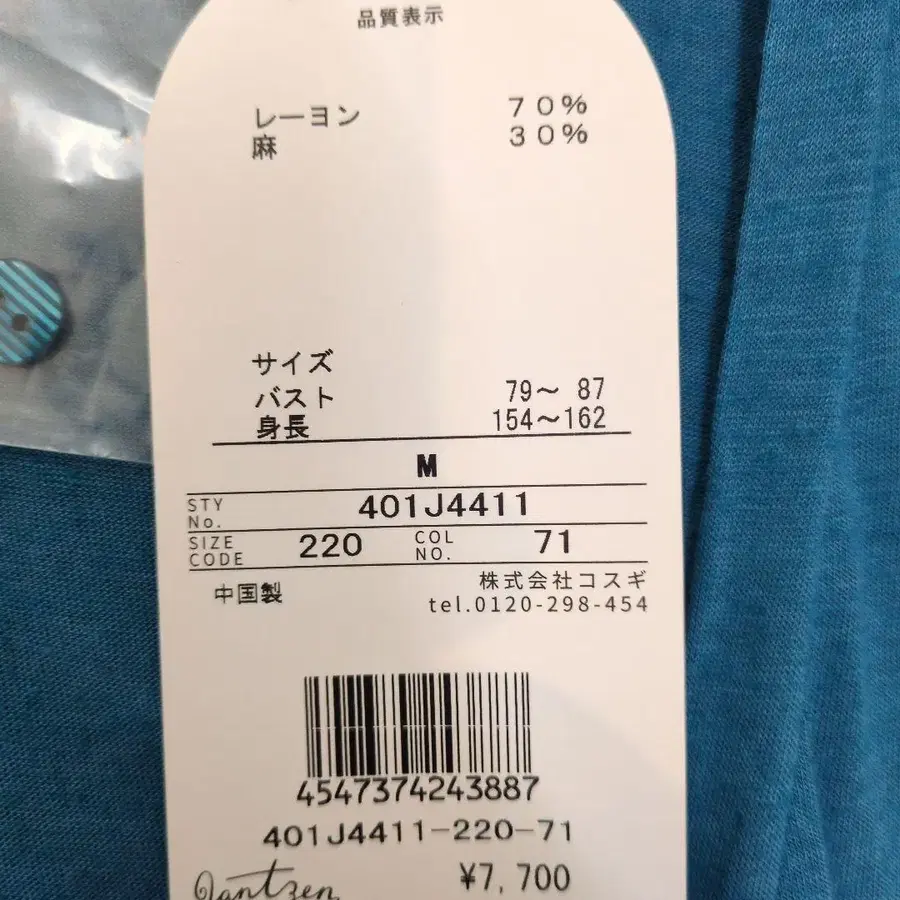 品質表示
レーヨン 70%
麻 30%
サイズ
バスト 79〜 87
身長 154〜162
M
STY No. 401J4411
SIZE CODE 220 COL NO. 71
中国製 株式会社コスギ
tel.0120-298-454
4547374243887
401J4411-220-71
Jantzen ¥7,700